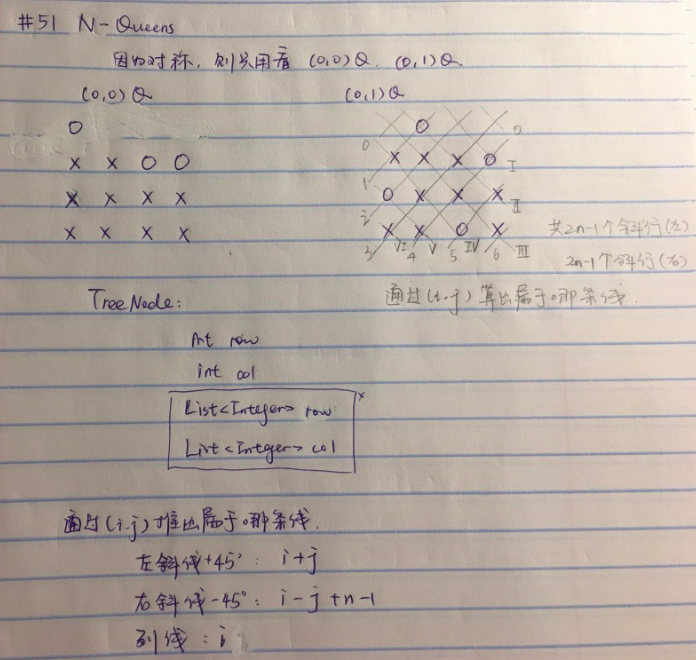 #51 N-Queens
因为对称，则只用看 (0,0)Q. (0,1)Q.
(0,0)Q
O
x x O O
x x x x
x x x x
(0,1)Q
O 0
0 x x x O I
1 O x x x II
2 x x O x
3 VI 4 V 5 IV 6 III
共2n-1个斜行(左)
2n-1个斜行(右)
通过(i,j)算出属于哪条线.
TreeNode:
int row
int col
List<Integer> row x
List<Integer> col
通过(i,j)推出属于哪条线.
左斜线+45°: i+j
右斜线-45°: i-j+n-1
列线: j